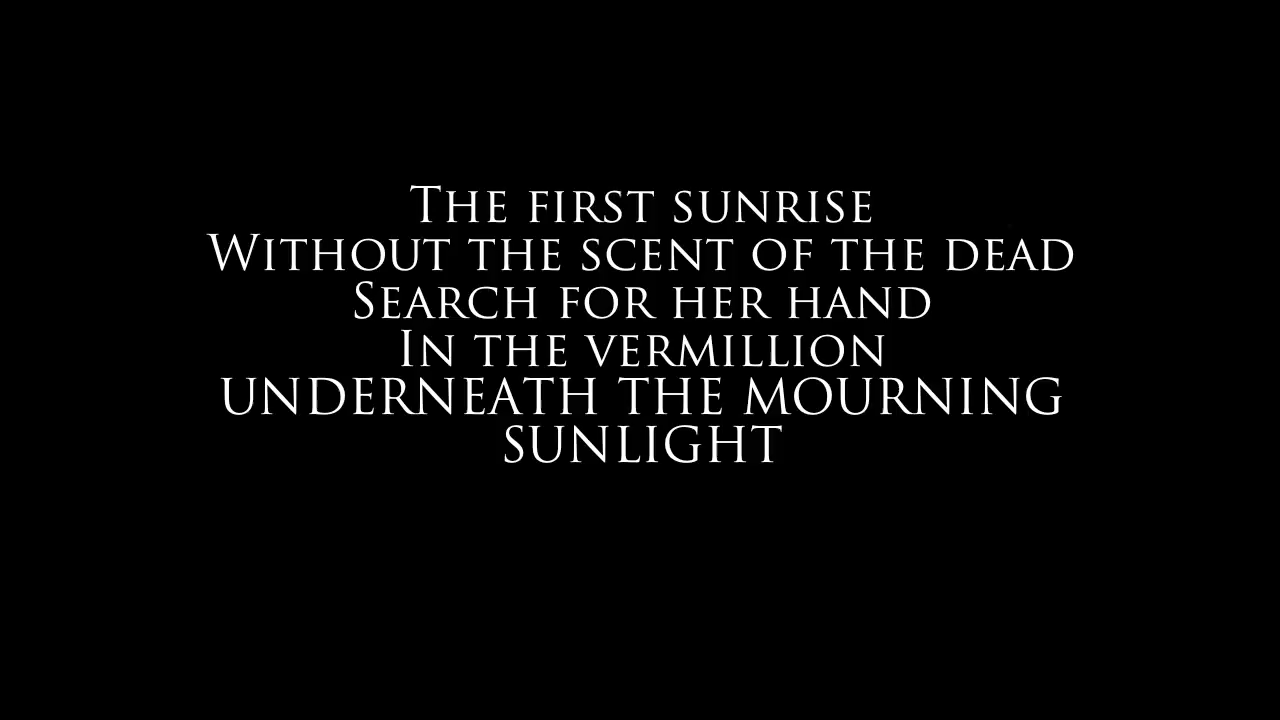 The first sunrise
Without the scent of the dead
Search for her hand
In the vermillion
UNDERNEATH THE MOURNING
SUNLIGHT